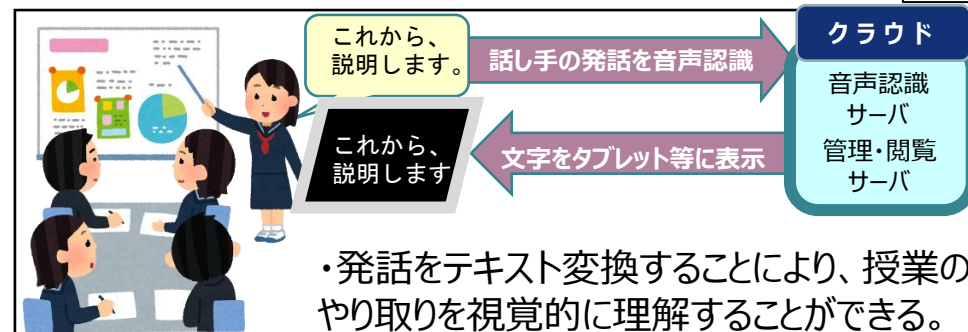 これから、
説明します。
話し手の発話を音声認識
クラウド
音声認識
サーバ
管理・閲覧
サーバ
これから、
説明します
文字をタブレット等に表示
・発話をテキスト変換することにより、授業の
やり取りを視覚的に理解することができる。